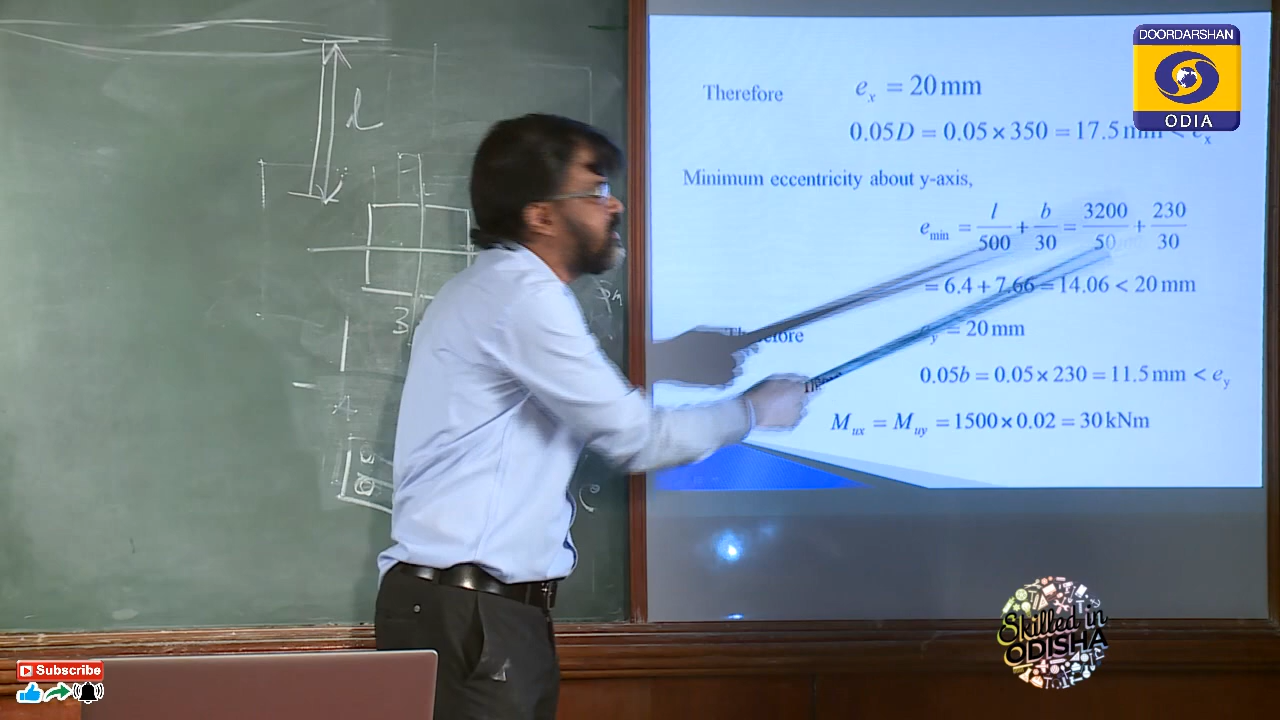 DOORDARSHAN
ODIA
Therefore e_x = 20 mm
0.05D = 0.05 × 350 = 17.5 mm < e_x
Minimum eccentricity about y-axis,
e_min = l/500 + b/30 = 3200/50 + 230/30
= 6.4 + 7.66 = 14.06 < 20 mm
= 20 mm
0.05b = 0.05 × 230 = 11.5 mm < e_y
M_ux = M_uy = 1500 × 0.02 = 30 kNm
l
Skilled in
ODISHA
Subscribe